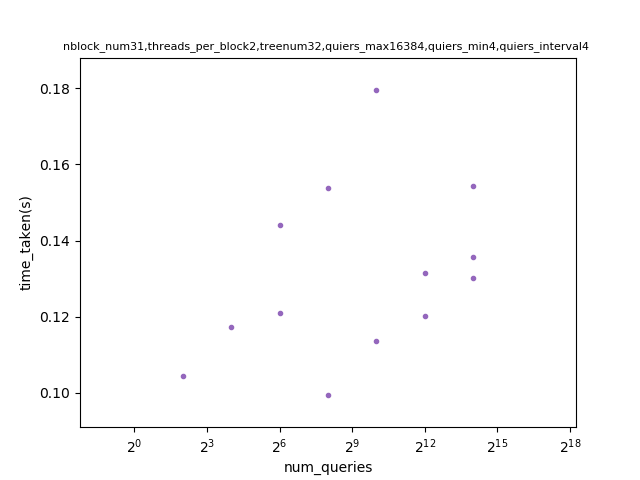 nblock_num31,threads_per_block2,treenum32,quiers_max16384,quiers_min4,quiers_interval4
0.18
0.16
0.14
0.12
0.10
time_taken(s)
2^0 2^3 2^6 2^9 2^12 2^15 2^18
num_queries